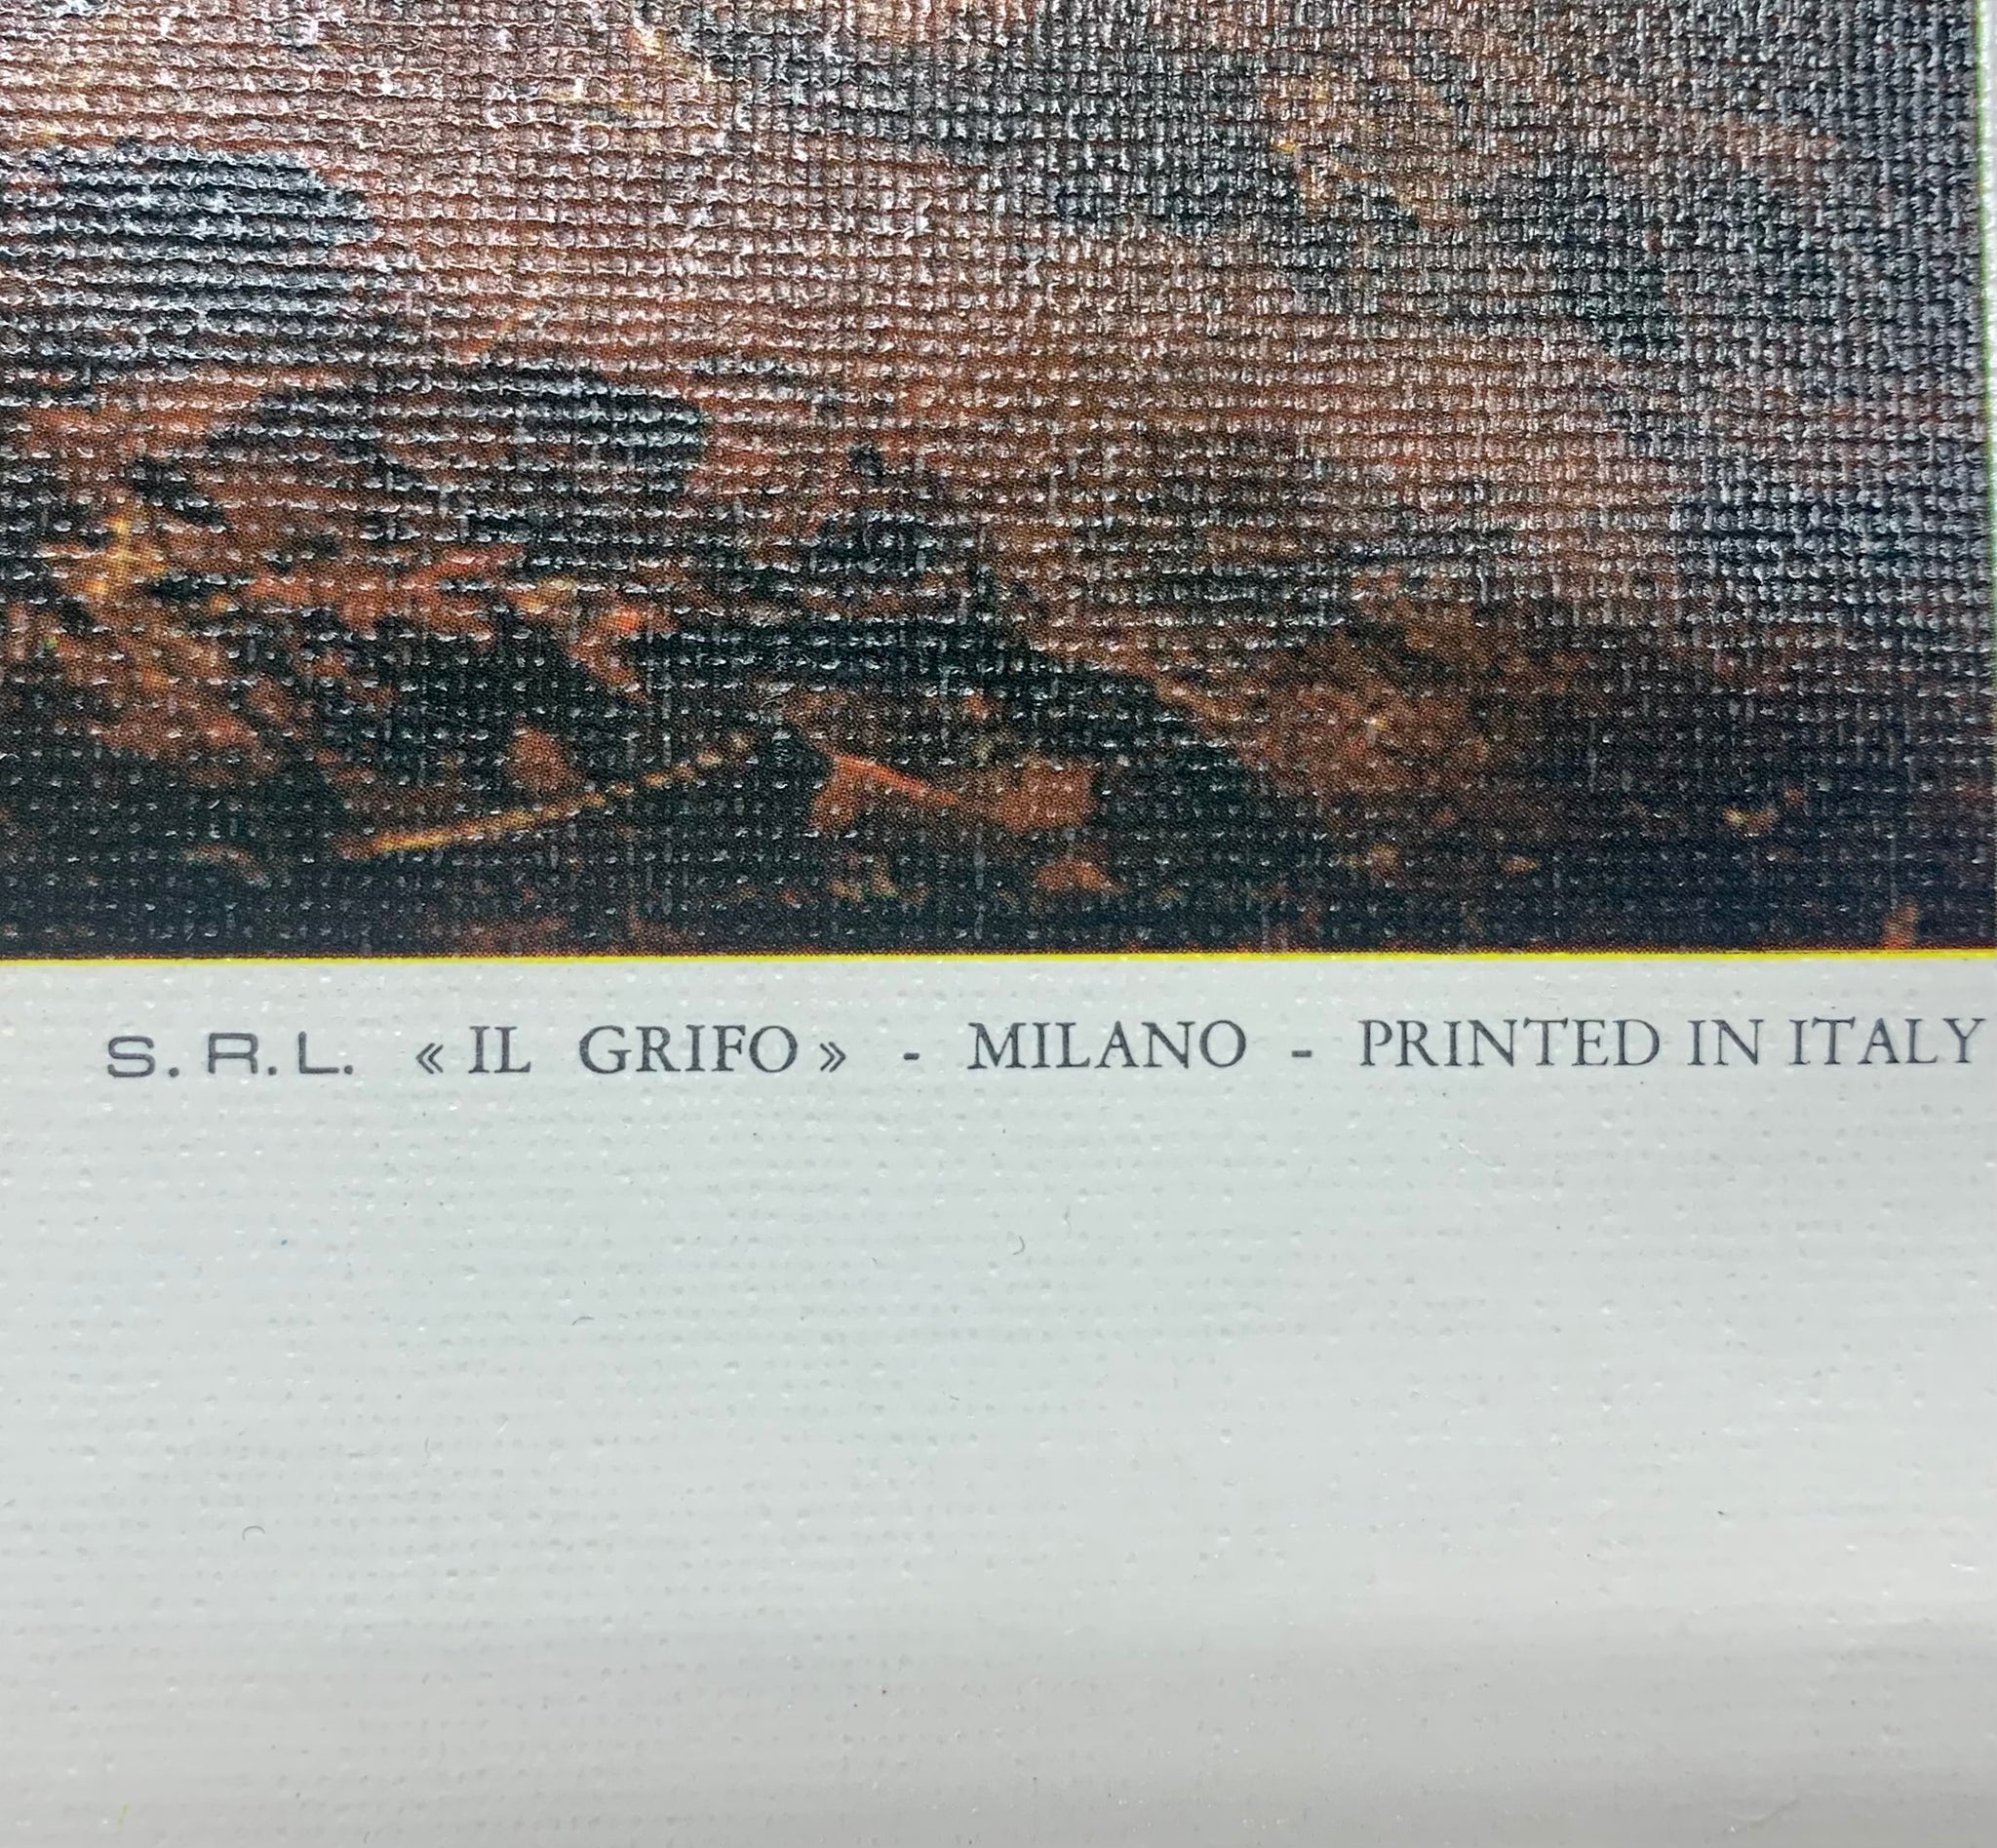 S. R. L. « IL GRIFO » - MILANO - PRINTED IN ITALY